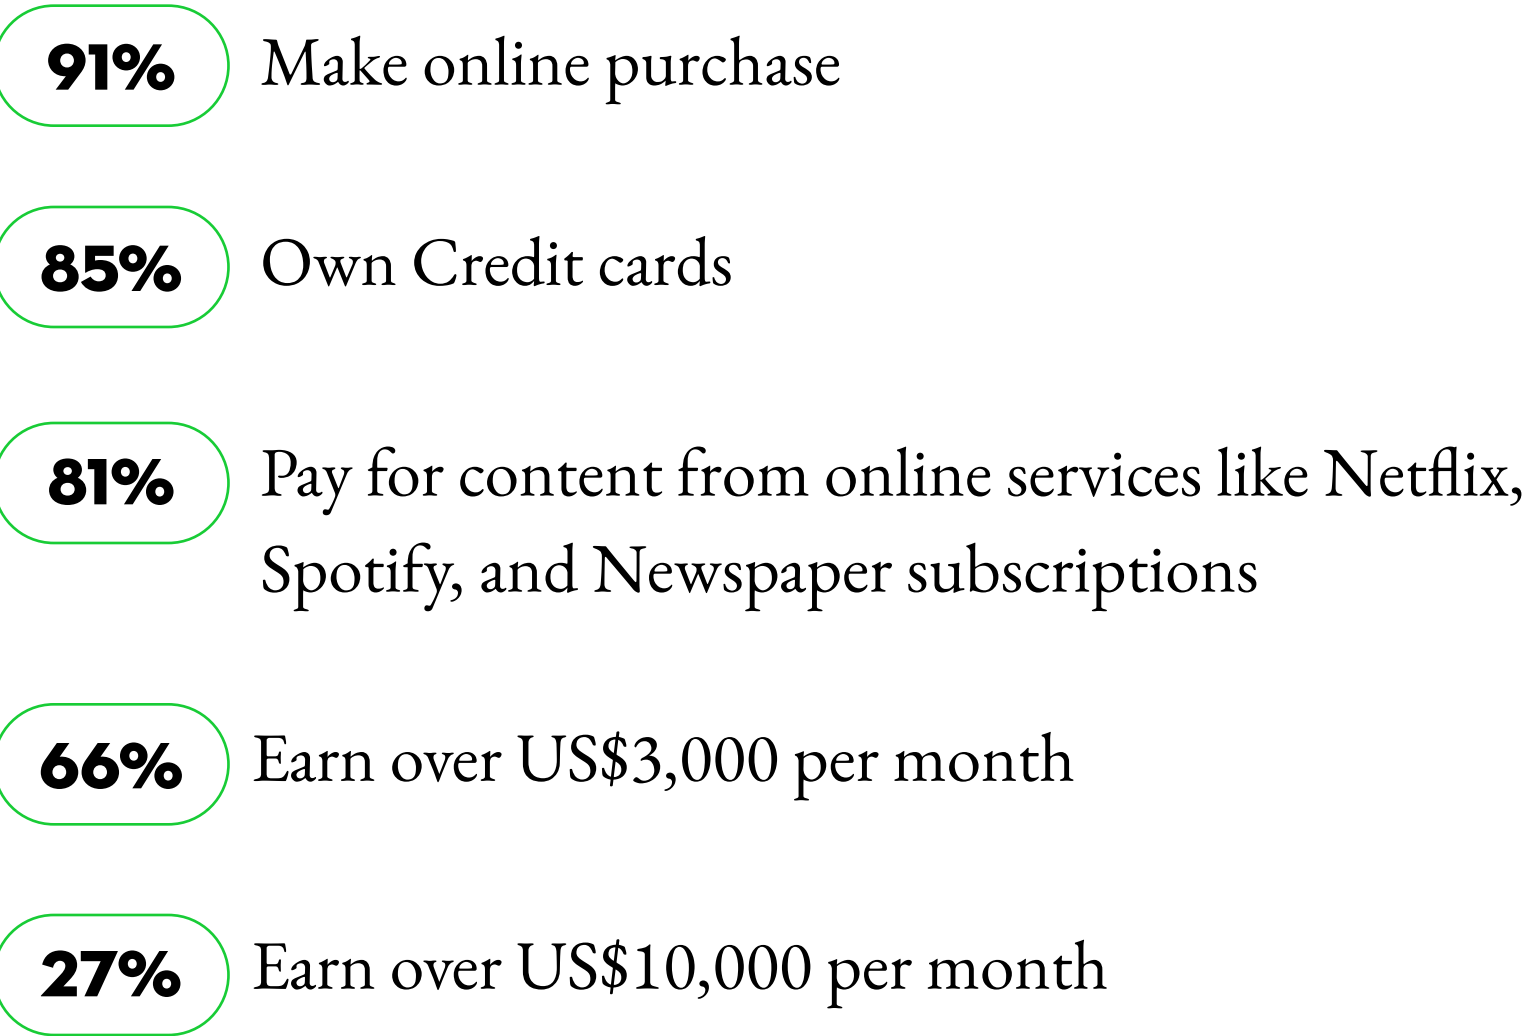 91% Make online purchase
85% Own Credit cards
81% Pay for content from online services like Netflix,
Spotify, and Newspaper subscriptions
66% Earn over US$3,000 per month
27% Earn over US$10,000 per month